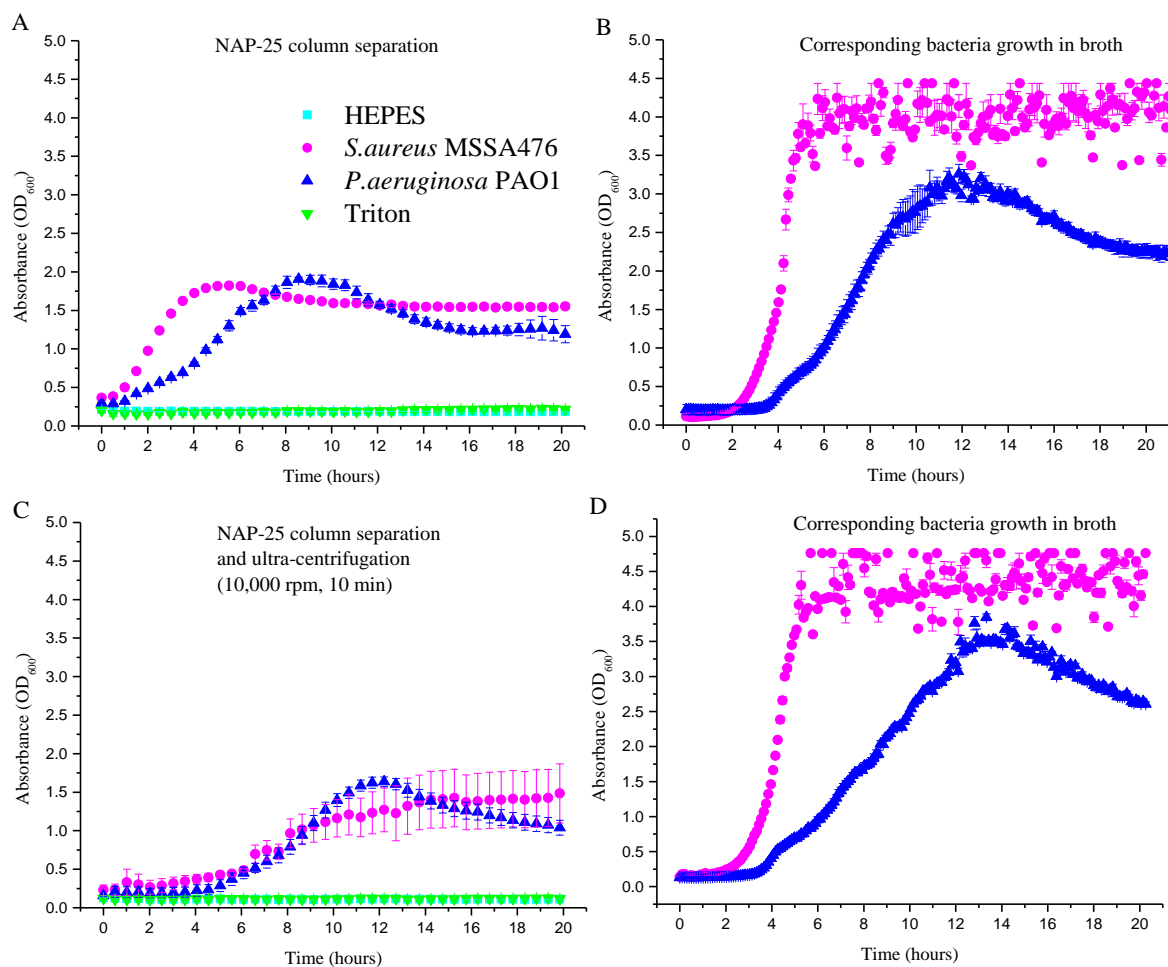 A
NAP-25 column separation
5.0
4.5
4.0
3.5
3.0
2.5
2.0
1.5
1.0
0.5
0.0
Absorbance (OD600)
HEPES
S.aureus MSSA476
P.aeruginosa PAO1
Triton
0 2 4 6 8 10 12 14 16 18 20
Time (hours)
B
Corresponding bacteria growth in broth
5.0
4.5
4.0
3.5
3.0
2.5
2.0
1.5
1.0
0.5
0.0
Absorbance (OD600)
0 2 4 6 8 10 12 14 16 18 20
Time (hours)
C
NAP-25 column separation
and ultra-centrifugation
(10,000 rpm, 10 min)
5.0
4.5
4.0
3.5
3.0
2.5
2.0
1.5
1.0
0.5
0.0
Absorbance (OD600)
0 2 4 6 8 10 12 14 16 18 20
Time (hours)
D
Corresponding bacteria growth in broth
5.0
4.5
4.0
3.5
3.0
2.5
2.0
1.5
1.0
0.5
0.0
Absorbance (OD600)
0 2 4 6 8 10 12 14 16 18 20
Time (hours)